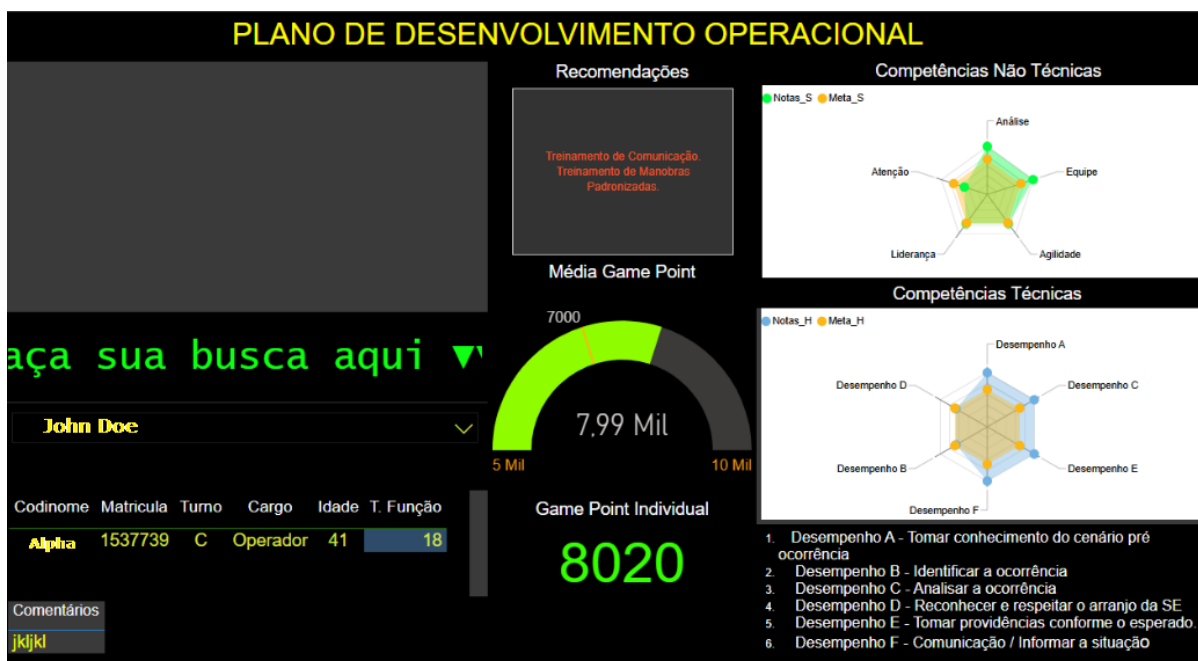 PLANO DE DESENVOLVIMENTO OPERACIONAL
aça sua busca aqui ▼
John Doe
Codinome Matricula Turno Cargo Idade T. Função
Alpha 1537739 C Operador 41 18
Comentários
jkljkl
Recomendações
Treinamento de Comunicação.
Treinamento de Manobras
Padronizadas.
Média Game Point
7000
7,99 Mil
5 Mil 10 Mil
Game Point Individual
8020
Competências Não Técnicas
Notas_S Meta_S
Análise
Atenção Equipe
Liderança Agilidade
Competências Técnicas
Notas_H Meta_H
Desempenho A
Desempenho D Desempenho C
Desempenho B Desempenho E
Desempenho F
1. Desempenho A - Tomar conhecimento do cenário pré
ocorrência
2. Desempenho B - Identificar a ocorrência
3. Desempenho C - Analisar a ocorrência
4. Desempenho D - Reconhecer e respeitar o arranjo da SE
5. Desempenho E - Tomar providências conforme o esperado.
6. Desempenho F - Comunicação / Informar a situação